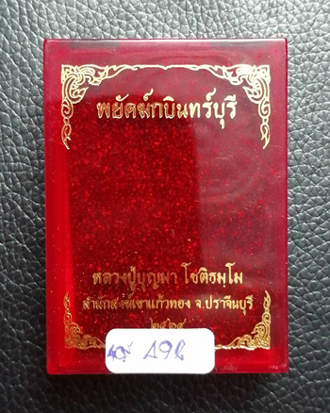 พยัคฆ์กบินทร์บุรี
หลวงปู่บุญมา โชติธมฺโม
สำนักสงฆ์เขาแก้วทอง จ.ปราจีนบุรี